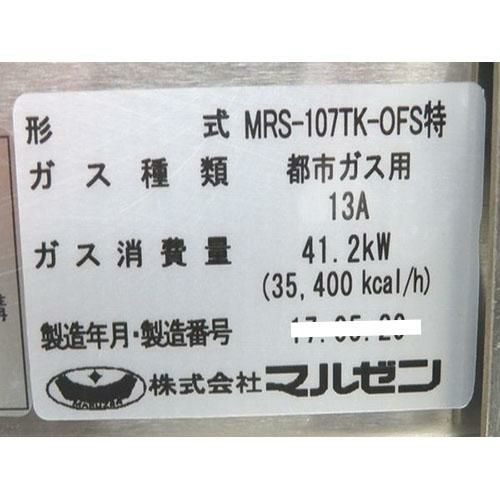 形 式 MRS-107TK-OFS特
ガス種類 都市ガス用
13A
ガス消費量 41.2kW
(35,400 kcal/h)
製造年月・製造番号
MARUZEN 株式会社 マルゼン